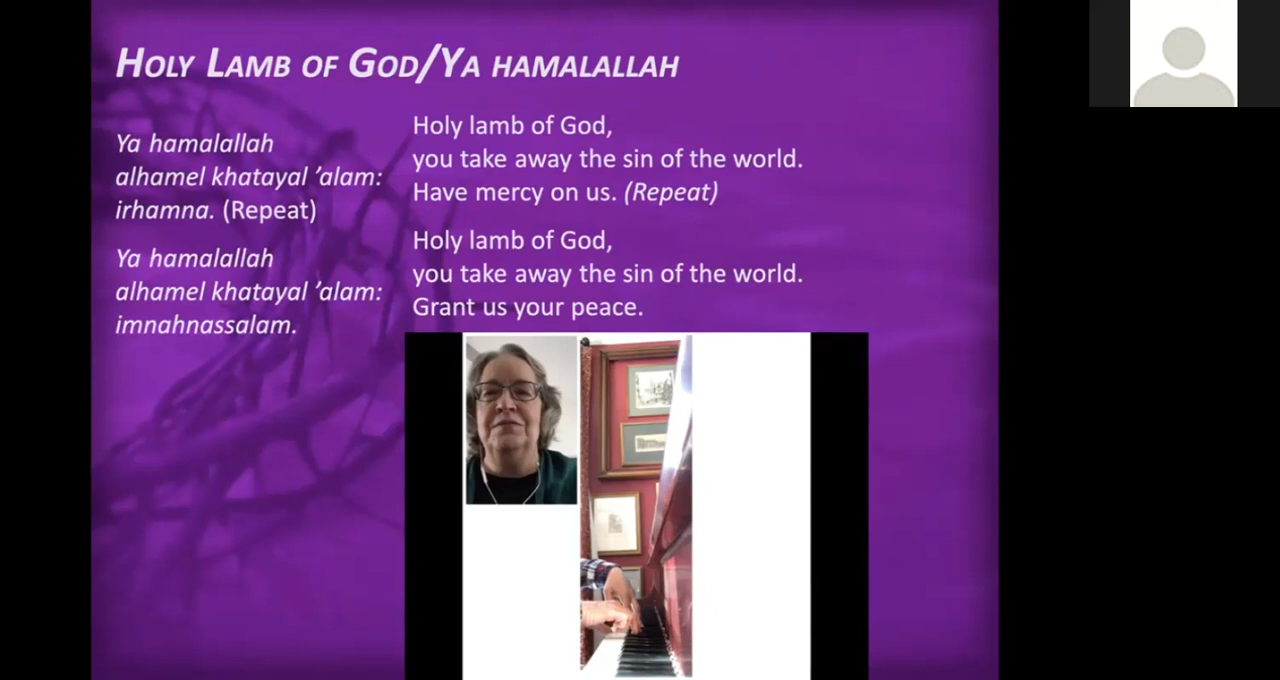 HOLY LAMB OF GOD/YA HAMALALLAH
Ya hamalallah
alhamel khatayal ’alam:
irhamna. (Repeat)
Ya hamalallah
alhamel khatayal ’alam:
imnahnassalam.
Holy lamb of God,
you take away the sin of the world.
Have mercy on us. (Repeat)
Holy lamb of God,
you take away the sin of the world.
Grant us your peace.